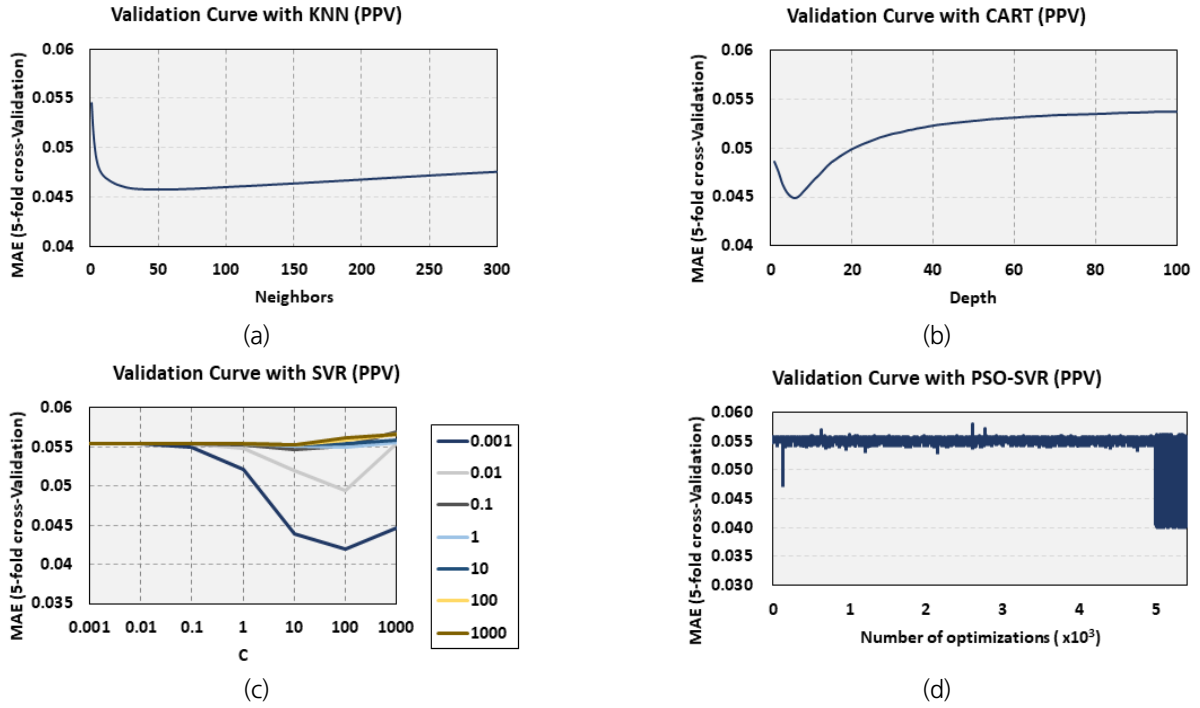 Validation Curve with KNN (PPV)
MAE (5-fold cross-Validation)
0.06
0.055
0.05
0.045
0.04
0 50 100 150 200 250 300
Neighbors
(a)
Validation Curve with CART (PPV)
MAE (5-fold cross-Validation)
0.06
0.055
0.05
0.045
0.04
0 20 40 60 80 100
Depth
(b)
Validation Curve with SVR (PPV)
MAE (5-fold cross-Validation)
0.06
0.055
0.05
0.045
0.04
0.035
0.001 0.01 0.1 1 10 100 1000
C
0.001
0.01
0.1
1
10
100
1000
(c)
Validation Curve with PSO-SVR (PPV)
MAE (5-fold cross-Validation)
0.060
0.055
0.050
0.045
0.040
0.035
0.030
0 1 2 3 4 5
Number of optimizations ( x10³)
(d)